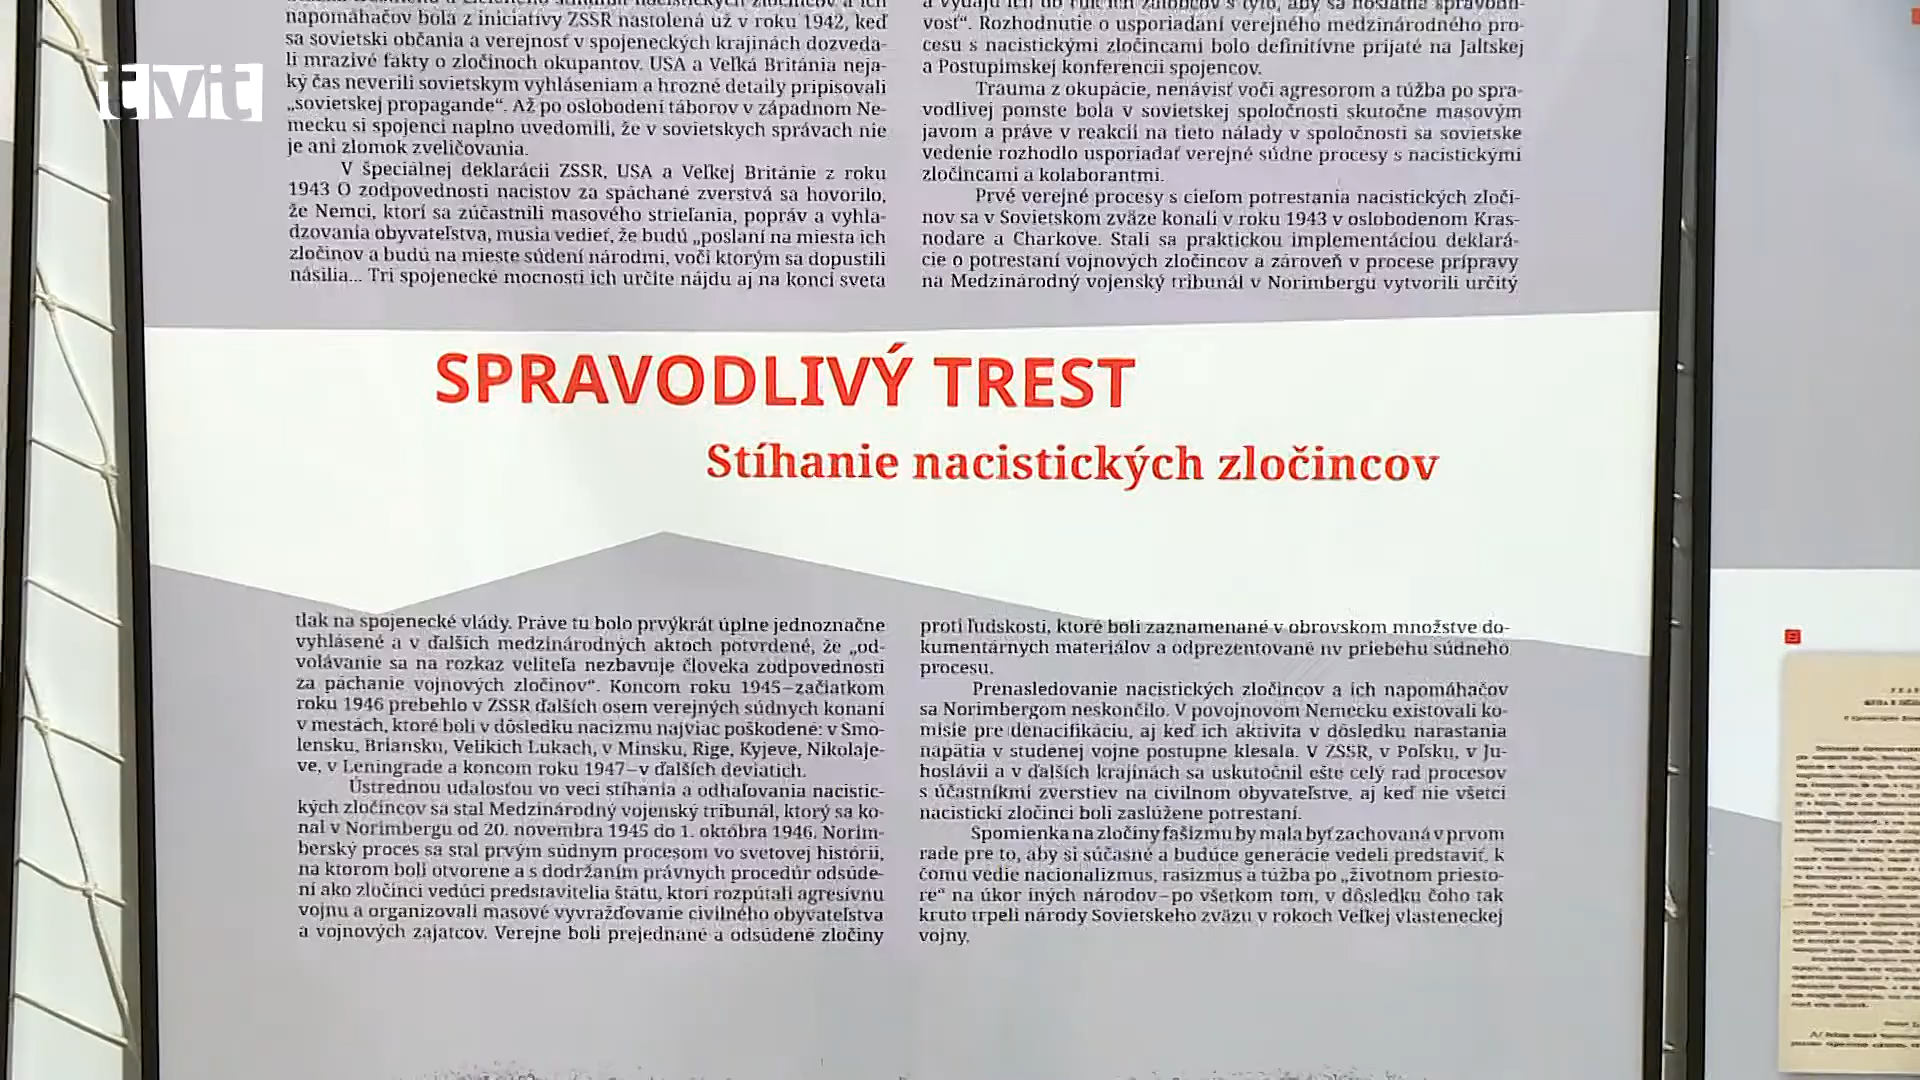 tvit
napomáhačov bola z iniciatívy ZSSR nastolená už v roku 1942, keď
sa sovietski občania a verejnosť v spojeneckých krajinách dozveda-
li mrazivé fakty o zločinoch okupantov. USA a Veľká Británia neja-
ký čas neverili sovietskym vyhláseniam a hrozné detaily pripisovali
„sovietskej propagande“. Až po oslobodení táborov v západnom Ne-
mecku si spojenci naplno uvedomili, že v sovietskych správach nie
je ani zlomok zveličovania.
V špeciálnej deklarácii ZSSR, USA a Veľkej Británie z roku
1943 O zodpovednosti nacistov za spáchané zverstvá sa hovorilo,
že Nemci, ktorí sa zúčastnili masového strieľania, popráv a vyhla-
dzovania obyvateľstva, musia vedieť, že budú „poslaní na miesta ich
zločinov a budú na mieste súdení národmi, voči ktorým sa dopustili
násilia... Tri spojenecké mocnosti ich určite nájdu aj na konci sveta
a vydajú ich do rúk ich žalobcov s tým, aby sa nastala spravodli-
vosť“. Rozhodnutie o usporiadaní verejného medzinárodného pro-
cesu s nacistickými zločincami bolo definitívne prijaté na Jaltskej
a Postupimskej konferencii spojencov.
Trauma z okupácie, nenávisť voči agresorom a túžba po spra-
vodlivej pomste bola v sovietskej spoločnosti skutočne masovým
javom a práve v reakcii na tieto nálady v spoločnosti sa sovietske
vedenie rozhodlo usporiadať verejné súdne procesy s nacistickými
zločincami a kolaborantmi.
Prvé verejné procesy s cieľom potrestania nacistických zloči-
nov sa v Sovietskom zväze konali v roku 1943 v oslobodenom Kras-
nodare a Charkove. Stali sa praktickou implementáciou deklará-
cie o potrestaní vojnových zločincov a zároveň v procese prípravy
na Medzinárodný vojenský tribunál v Norimbergu vytvorili určitý
SPRAVODLIVÝ TREST
Stíhanie nacistických zločincov
tlak na spojenecké vlády. Práve tu bolo prvýkrát úplne jednoznačne
vyhlásené a v ďalších medzinárodných aktoch potvrdené, že „od-
volávanie sa na rozkaz veliteľa nezbavuje človeka zodpovednosti
za páchanie vojnových zločinov“. Koncom roku 1945–začiatkom
roku 1946 prebehlo v ZSSR ďalších osem verejných súdnych konaní
v mestách, ktoré boli v dôsledku nacizmu najviac poškodené: v Smo-
lensku, Briansku, Velikich Lukach, v Minsku, Rige, Kyjeve, Nikolaje-
ve, v Leningrade a koncom roku 1947–v ďalších deviatich.
Ústrednou udalosťou vo veci stíhania a odhaľovania nacistic-
kých zločincov sa stal Medzinárodný vojenský tribunál, ktorý sa ko-
nal v Norimbergu od 20. novembra 1945 do 1. októbra 1946. Norim-
berský proces sa stal prvým súdnym procesom vo svetovej histórii,
na ktorom boli otvorene a s dodržaním právnych procedúr odsúde-
ní ako zločinci vedúci predstavitelia štátu, ktorí rozpútali agresívnu
vojnu a organizovali masové vyvražďovanie civilného obyvateľstva
a vojnových zajatcov. Verejne boli prejednané a odsúdené zločiny
proti ľudskosti, ktoré boli zaznamenané v obrovskom množstve do-
kumentárnych materiálov a odprezentované nv priebehu súdneho
procesu.
Prenasledovanie nacistických zločincov a ich napomáhačov
sa Norimbergom neskončilo. V povojnovom Nemecku existovali ko-
misie pre denacifikáciu, aj keď ich aktivita v dôsledku narastania
napätia v studenej vojne postupne klesala. V ZSSR, v Poľsku, v Ju-
hoslávii a v ďalších krajinách sa uskutočnil ešte celý rad procesov
s účastníkmi zverstiev na civilnom obyvateľstve, aj keď nie všetci
nacistickí zločinci boli zaslúžene potrestaní.
Spomienka na zločiny fašizmu by mala byť zachovaná v prvom
rade pre to, aby si súčasné a budúce generácie vedeli predstaviť, k
čomu vedie nacionalizmus, rasizmus a túžba po „životnom priesto-
re“ na úkor iných národov–po všetkom tom, v dôsledku čoho tak
kruto trpeli národy Sovietskeho zväzu v rokoch Veľkej vlasteneckej
vojny.